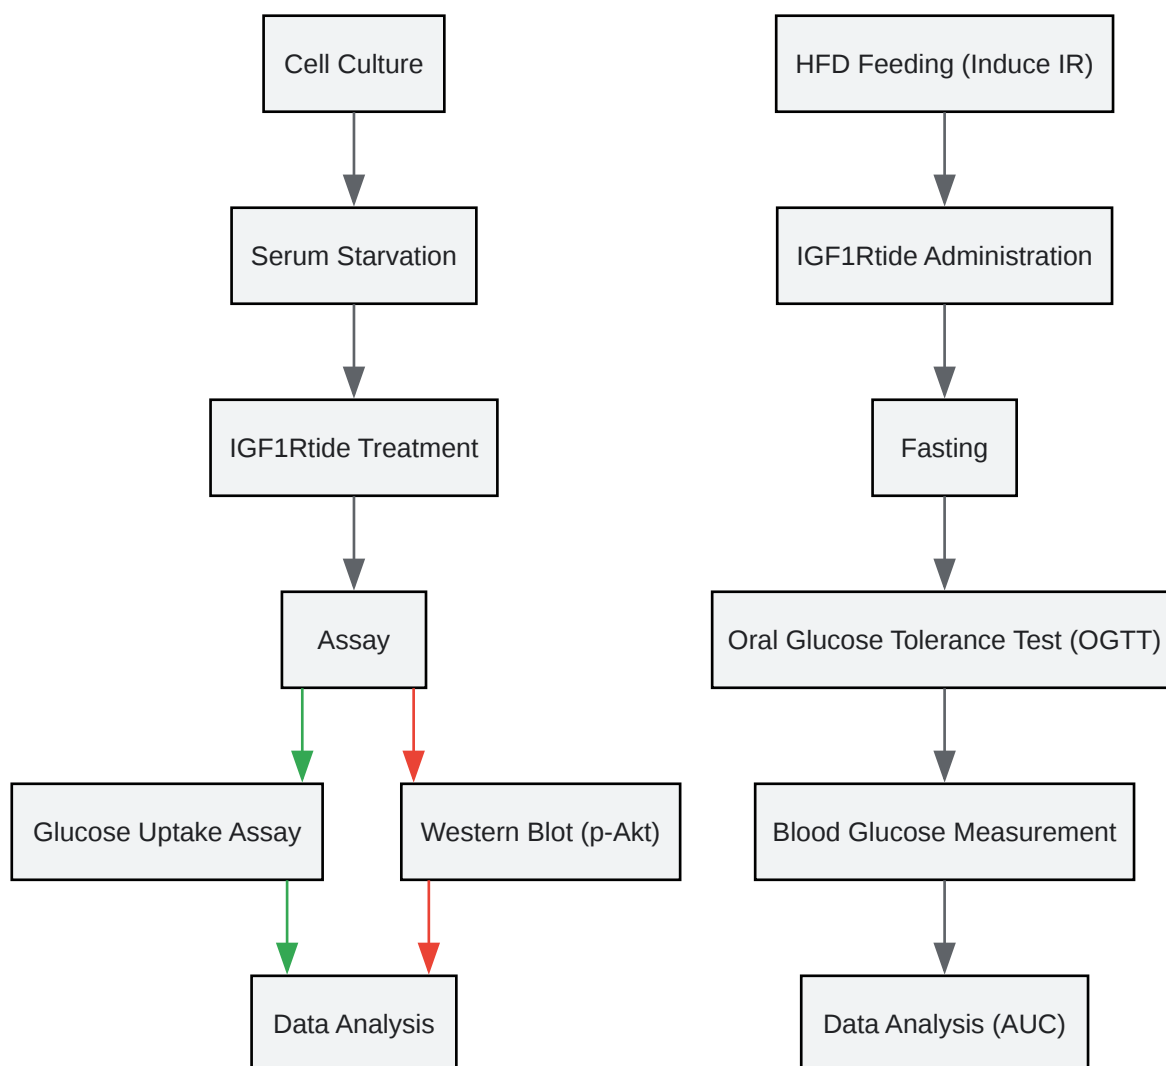 Cell Culture
Serum Starvation
IGF1Rtide Treatment
Assay
Glucose Uptake Assay
Western Blot (p-Akt)
Data Analysis
HFD Feeding (Induce IR)
IGF1Rtide Administration
Fasting
Oral Glucose Tolerance Test (OGTT)
Blood Glucose Measurement
Data Analysis (AUC)